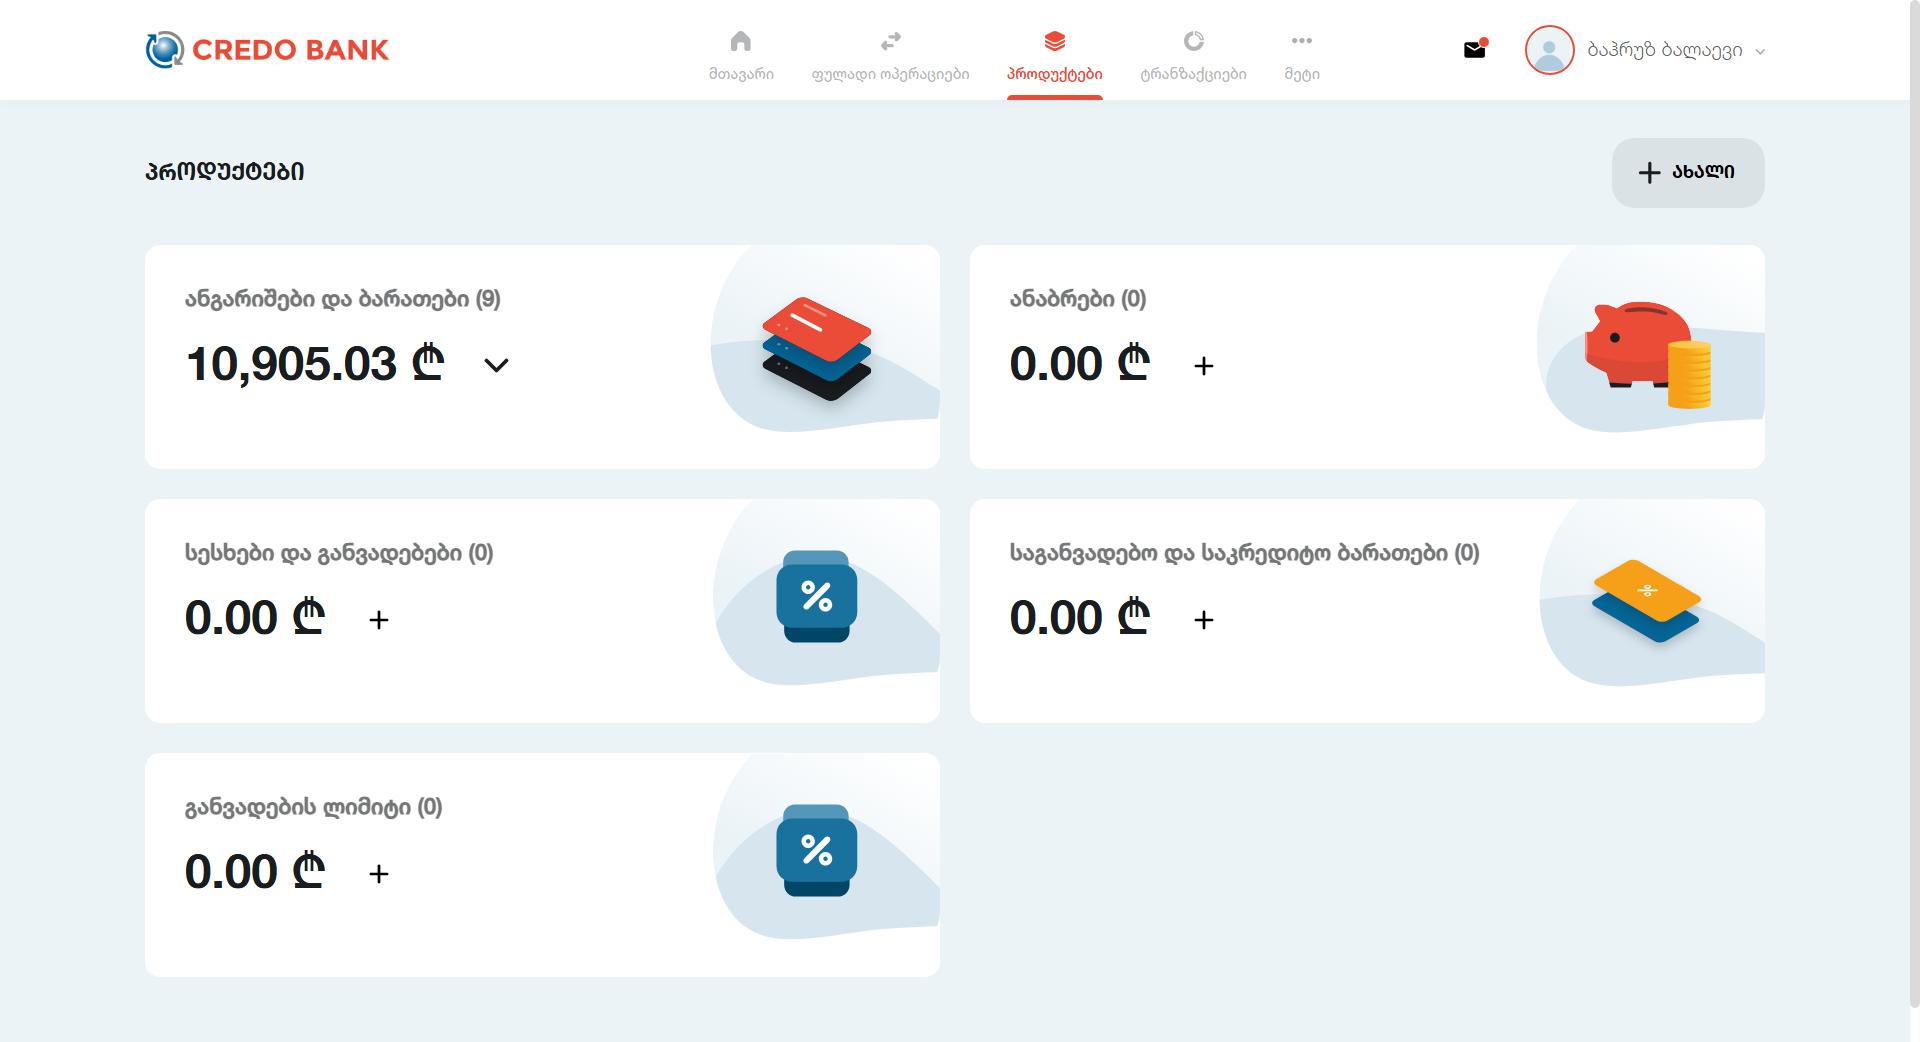 CREDO BANK
მთავარი
ფულადი ოპერაციები
პროდუქტები
ტრანზაქციები
მეტი
ბაჰრუზ ბალაევი
პროდუქტები
ახალი
ანგარიშები და ბარათები (9)
10,905.03 ₾
ანაბრები (0)
0.00 ₾
სესხები და განვადებები (0)
0.00 ₾
საგანვადებო და საკრედიტო ბარათები (0)
0.00 ₾
განვადების ლიმიტი (0)
0.00 ₾